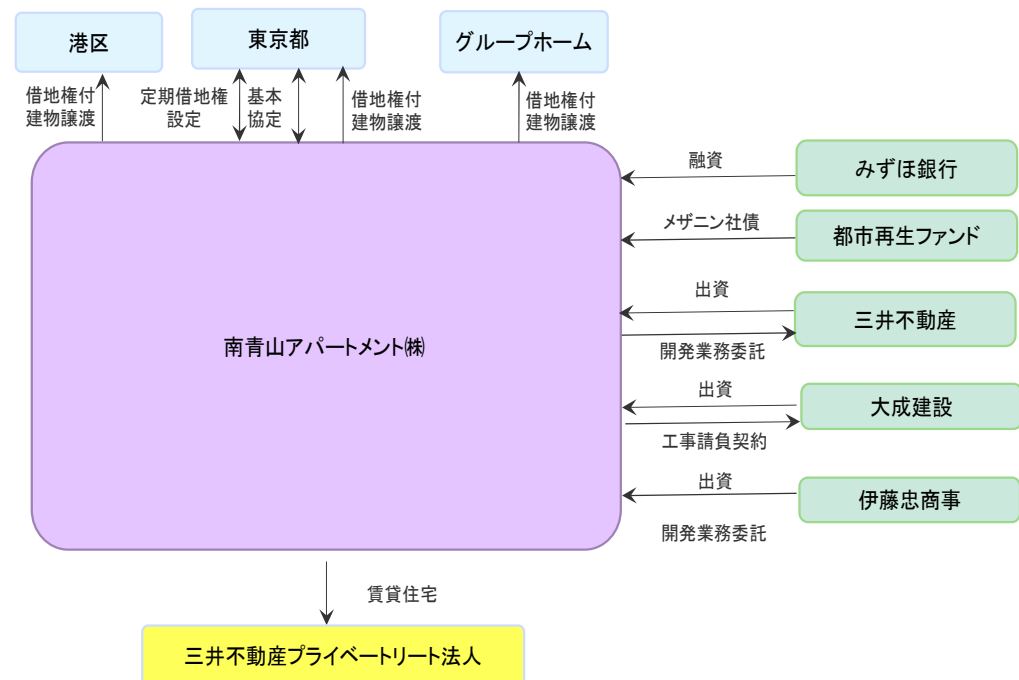 港区
東京都
グループホーム
借地権付
建物譲渡
定期借地権
設定
基本
協定
借地権付
建物譲渡
借地権付
建物譲渡
融資
みずほ銀行
メザニン社債
都市再生ファンド
出資
三井不動産
開発業務委託
南青山アパートメント㈱
出資
大成建設
工事請負契約
出資
伊藤忠商事
開発業務委託
賃貸住宅
三井不動産プライベートリート法人